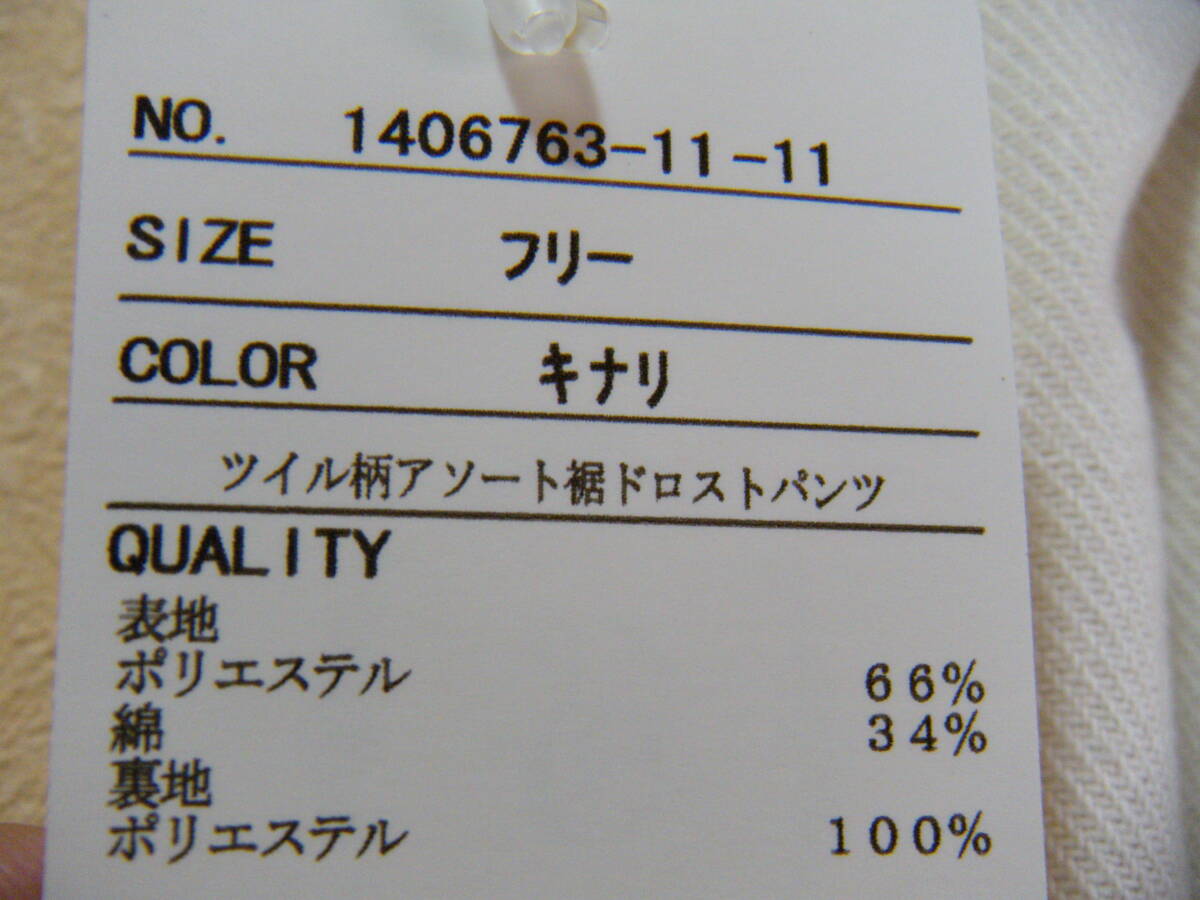 NO. 1406763-11-11
SIZE フリー
COLOR キナリ
ツイル柄アソート裾ドロストパンツ
QUALITY
表地
ポリエステル 66%
綿 34%
裏地
ポリエステル 100%